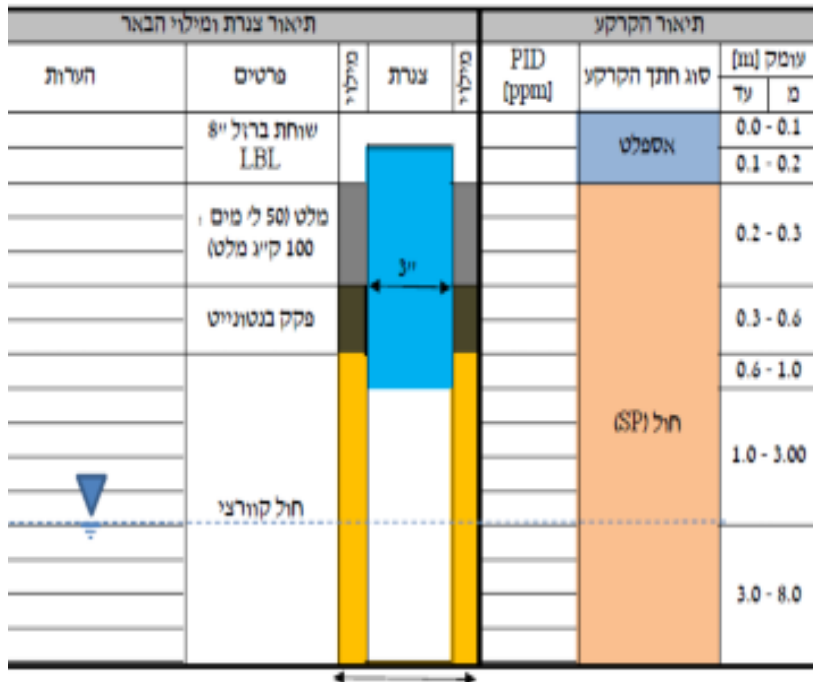 תיאור הקרקע
תיאור צנרת ומילוי הבאר
עומק [m]
מ
עד
סוג חתך הקרקע
PID
[ppm]
מילוי
צנרת
מילוי
פרטים
הערות
0.0 - 0.1
0.1 - 0.2
0.2 - 0.3
0.3 - 0.6
0.6 - 1.0
1.0 - 3.00
3.0 - 8.0
אספלט
חול (SP)
3"
שוחת ברזל 8"
LBL
מלט (50 לי מים
100 ק"ג מלט)
פקק בנטונייט
חול קוורצי